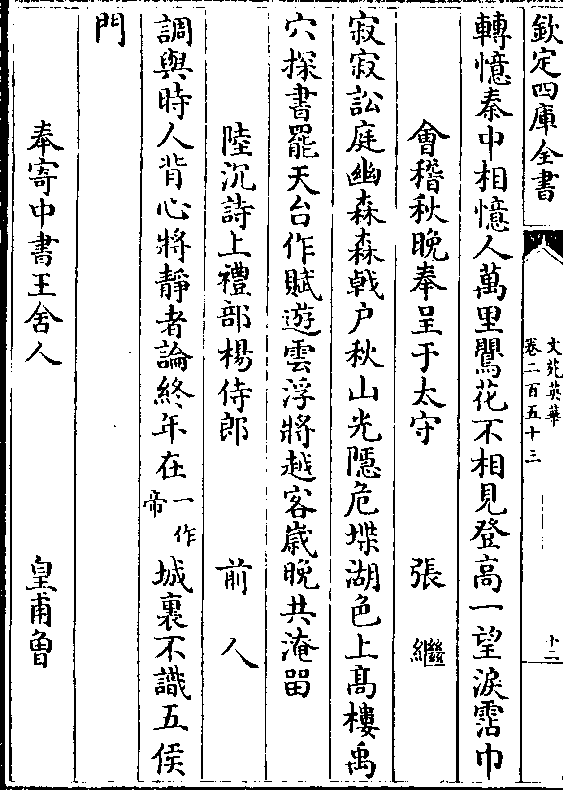 欽定四庫全書
文苑英華
卷二百五十三
十二
轉憶秦中相憶人萬里鶯花不相見登高一望淚霑巾
會稽秋晚奉呈于太守 張繼
寂寂訟庭幽森森戟户秋山光隱危堞湖色上髙樓禹
穴探書罷天台作賦遊雲浮將越客嵗晩共淹畱
陸沉詩上禮部楊侍郎 前人
調與時人背心將靜者論終年在一作帝城裏不識五侯
門
奉寄中書王舍人 皇甫曾